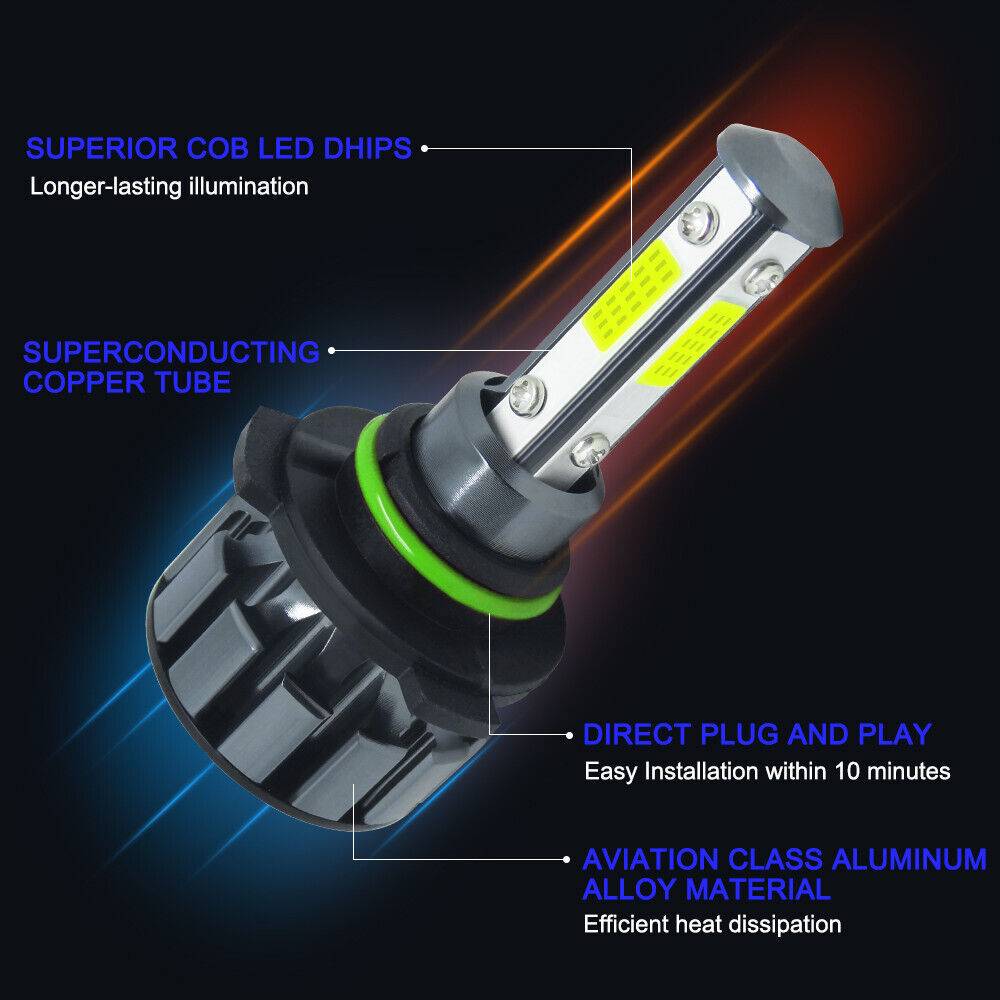 SUPERIOR COB LED DHIPS
Longer-lasting illumination
SUPERCONDUCTING
COPPER TUBE
DIRECT PLUG AND PLAY
Easy Installation within 10 minutes
AVIATION CLASS ALUMINUM
ALLOY MATERIAL
Efficient heat dissipation